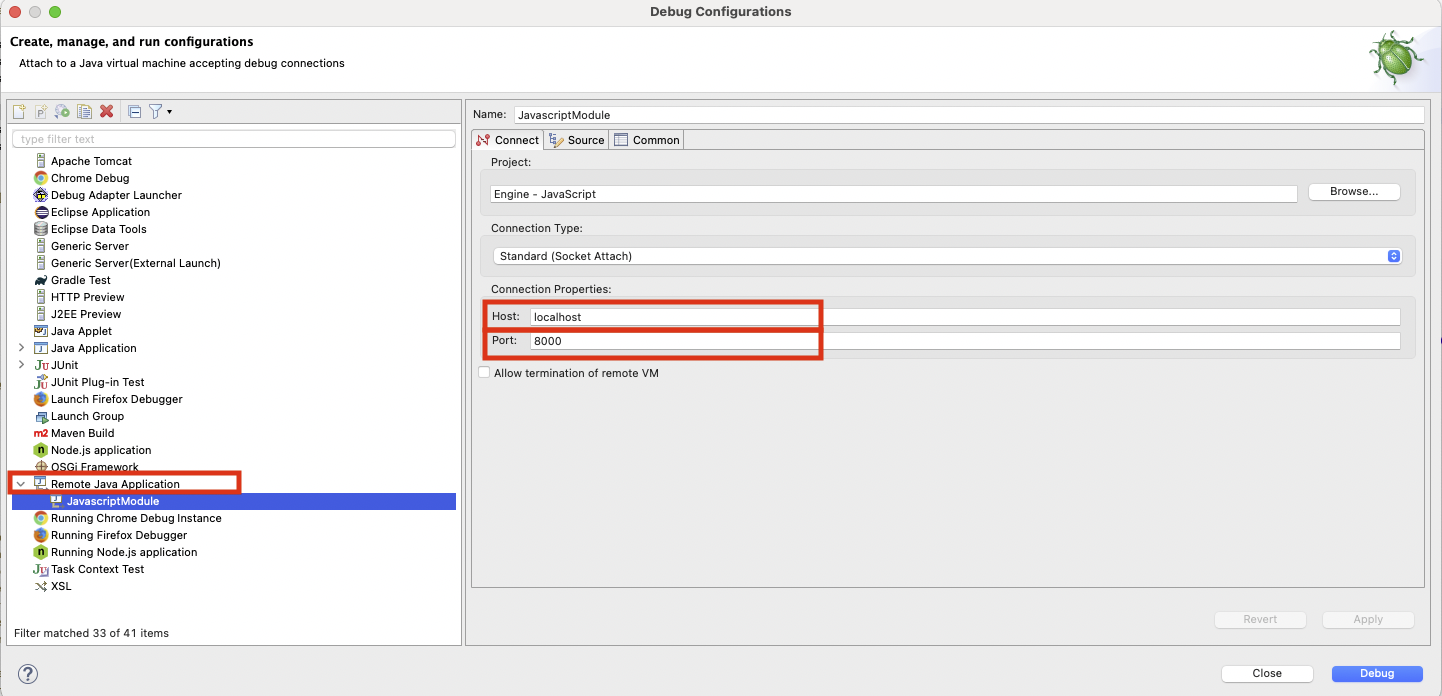 Debug Configurations
Create, manage, and run configurations
Attach to a Java virtual machine accepting debug connections
type filter text
Apache Tomcat
Chrome Debug
Debug Adapter Launcher
Eclipse Application
Eclipse Data Tools
Generic Server
Generic Server(External Launch)
Gradle Test
HTTP Preview
J2EE Preview
Java Applet
Java Application
JUnit
JUnit Plug-in Test
Launch Firefox Debugger
Launch Group
Maven Build
Node.js application
OSGi Framework
Remote Java Application
JavascriptModule
Running Chrome Debug Instance
Running Firefox Debugger
Running Node.js application
Task Context Test
XSL
Filter matched 33 of 41 items
Name: JavascriptModule
Connect Source Common
Project:
Engine - JavaScript Browse...
Connection Type:
Standard (Socket Attach)
Connection Properties:
Host: localhost
Port: 8000
Allow termination of remote VM
Revert Apply
? Close Debug